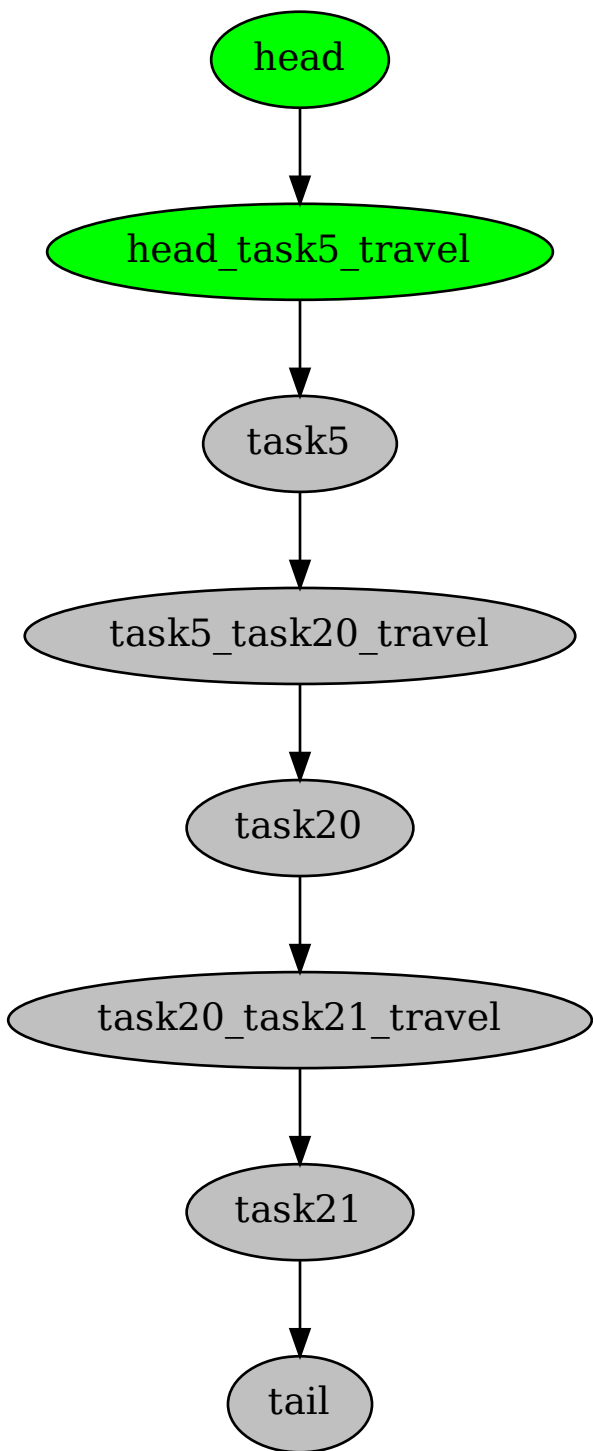 head
head_task5_travel
task5
task5_task20_travel
task20
task20_task21_travel
task21
tail